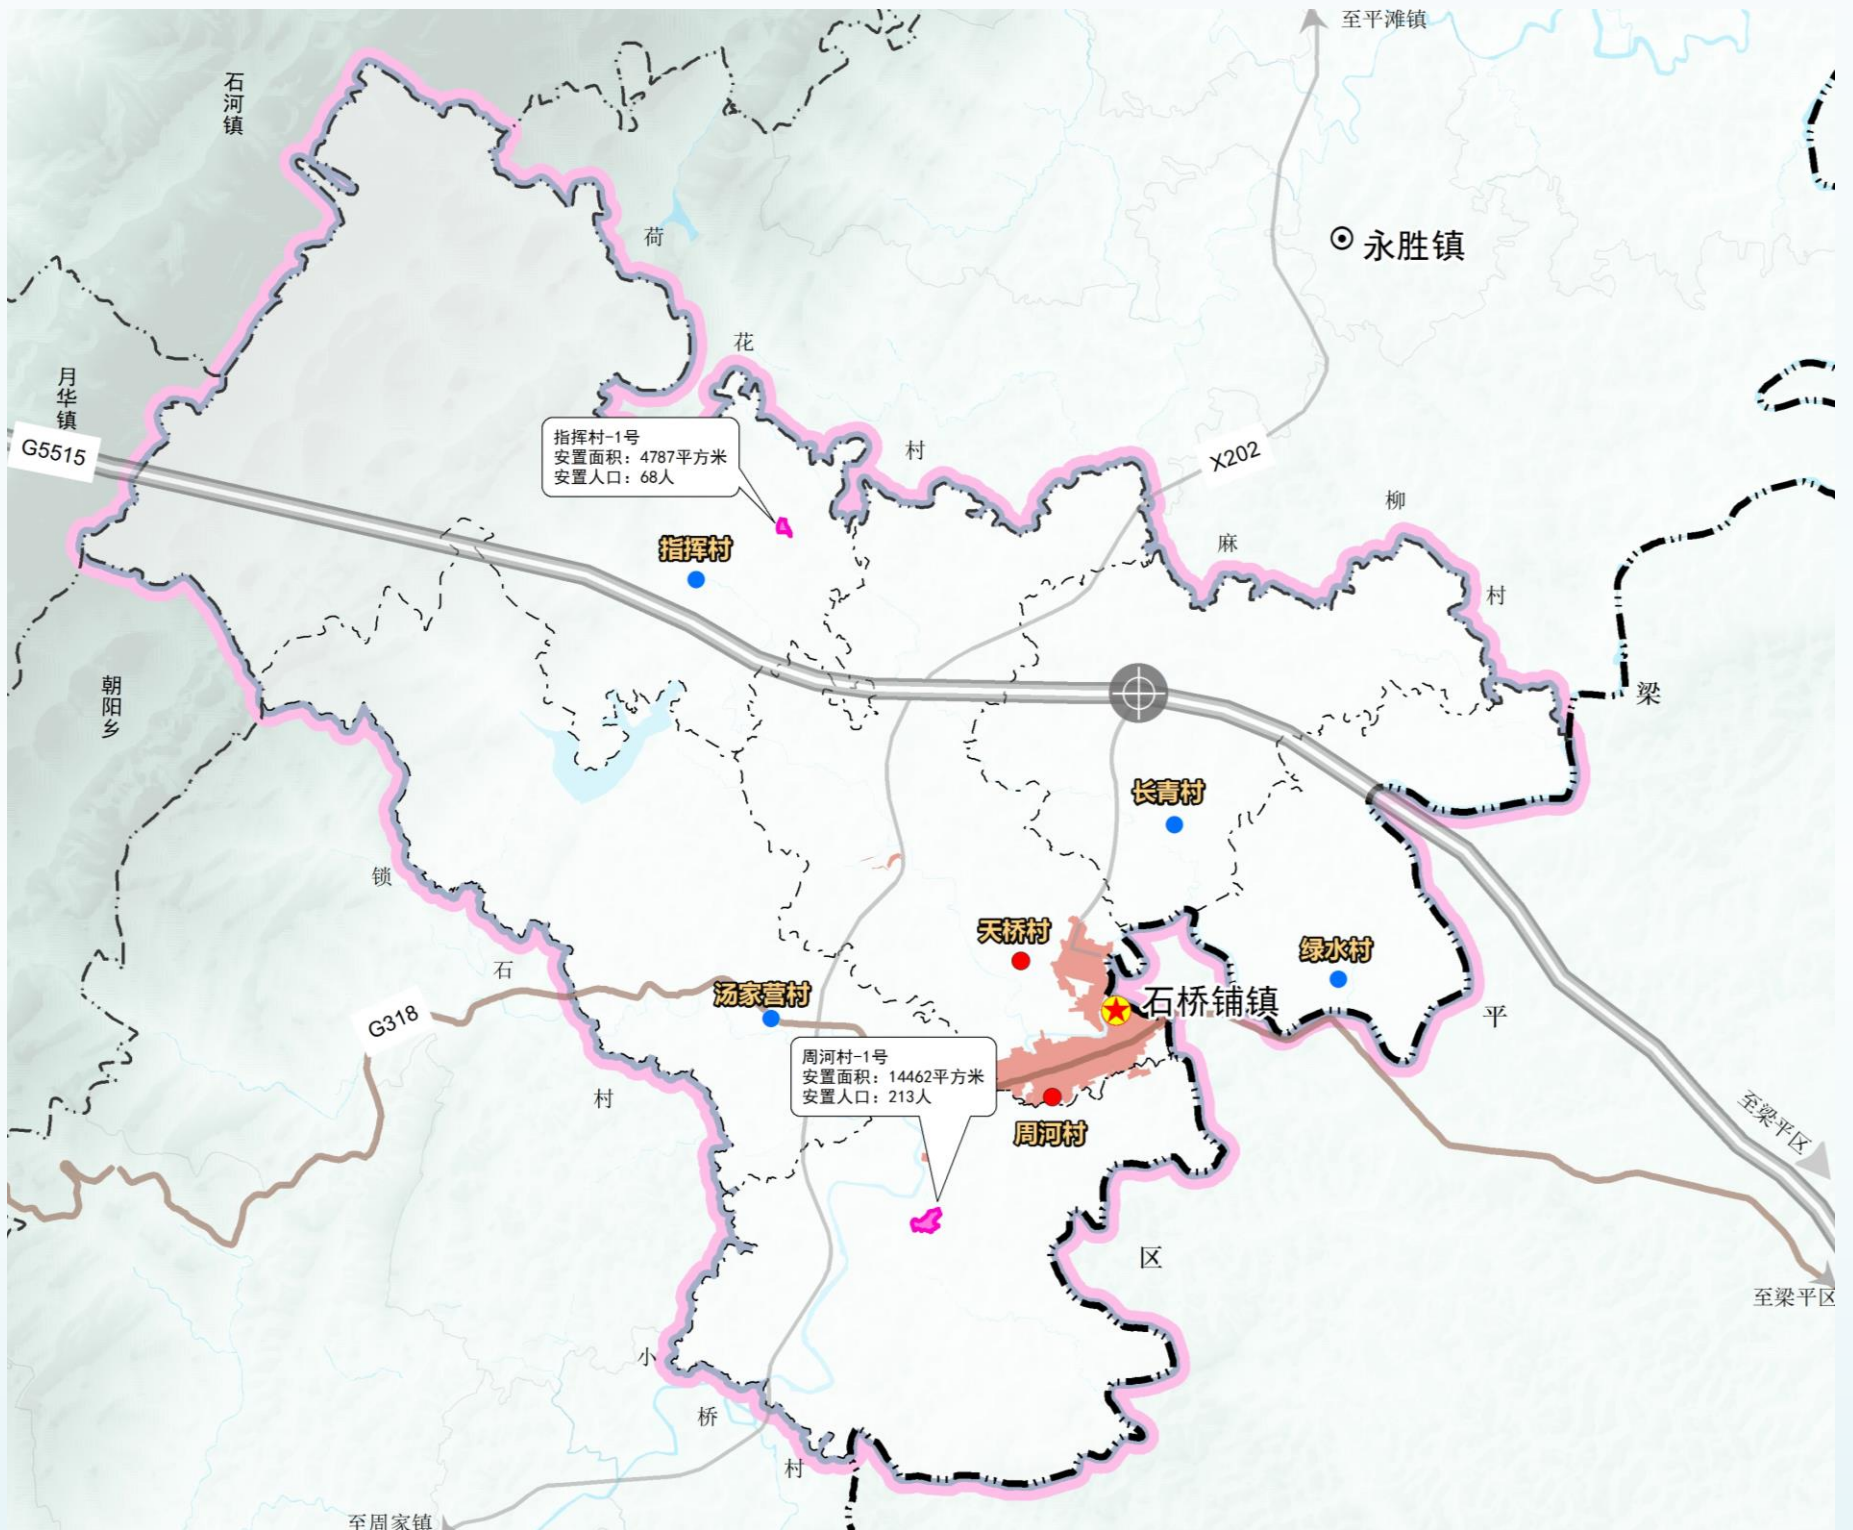 至平滩镇
石河镇
荷
永胜镇
花
月华镇
G5515
指挥村-1号
安置面积：4787平方米
安置人口：68人
村
X202
柳
麻
指挥村
村
朝阳乡
梁
长青村
锁
天桥村
绿水村
石
汤家营村
石桥铺镇
G318
平
周河村-1号
安置面积：14462平方米
安置人口：213人
村
周河村
至梁平区
区
至梁平区
小
桥
村
至周家镇